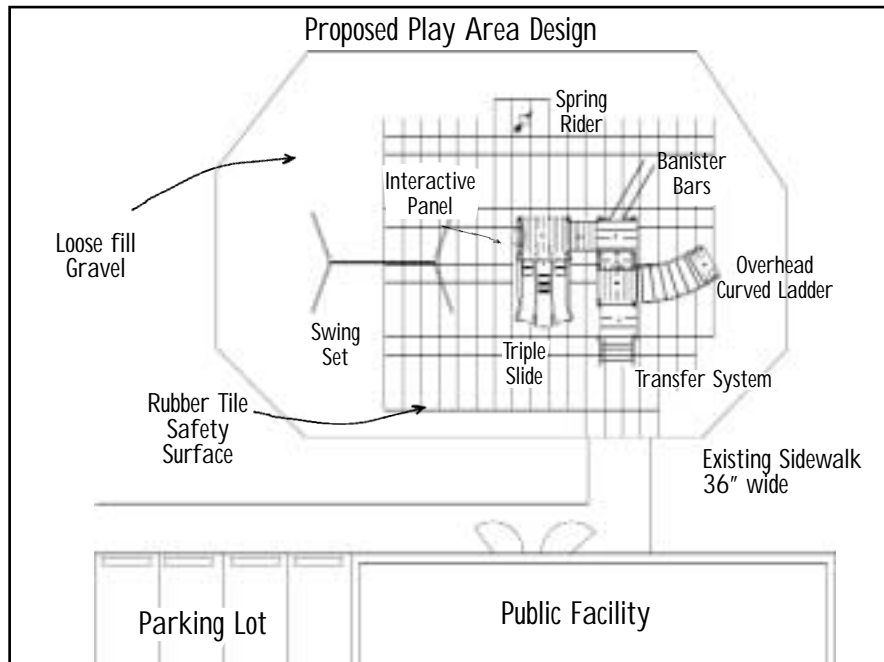 Proposed Play Area Design
Spring
Rider
Banister
Bars
Interactive
Panel
Loose fill
Gravel
Overhead
Curved Ladder
Swing
Set
Triple
Slide
Transfer System
Rubber Tile
Safety
Surface
Existing Sidewalk
36" wide
Parking Lot
Public Facility